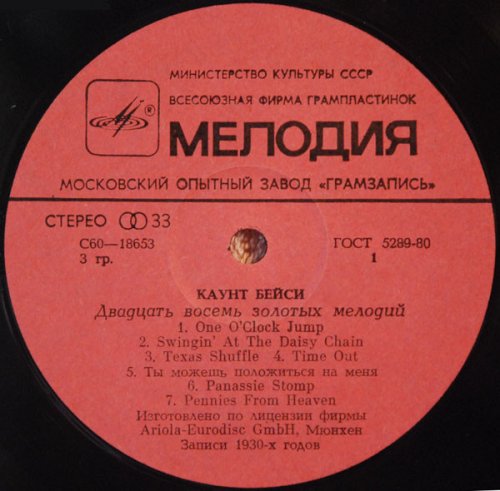 МИНИСТЕРСТВО КУЛЬТУРЫ СССР
ВСЕСОЮЗНАЯ ФИРМА ГРАМПЛАСТИНОК
®
МЕЛОДИЯ
МОСКОВСКИЙ ОПЫТНЫЙ ЗАВОД «ГРАМЗАПИСЬ»
СТЕРЕО 33
С60—18653 ГОСТ 5289-80
3 гр. 1
КАУНТ БЕЙСИ
Двадцать восемь золотых мелодий
1. One O'Clock Jump
2. Swingin' At The Daisy Chain
3. Texas Shuffle 4. Time Out
5. Ты можешь положиться на меня
6. Panassie Stomp
7. Pennies From Heaven
Изготовлено по лицензии фирмы
Ariola-Eurodisc GmbH, Мюнхен
Записи 1930-х годов